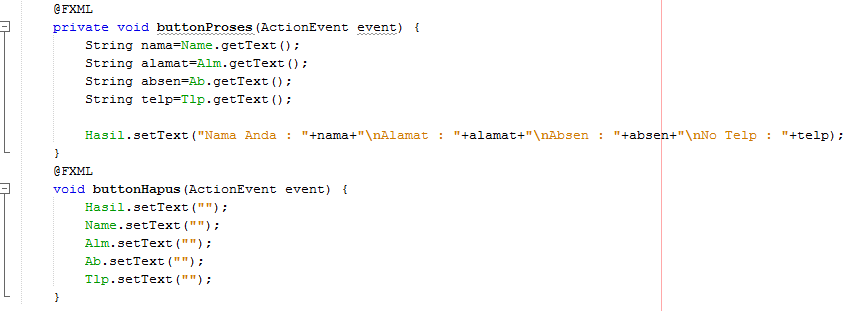 @FXML
private void buttonProses(ActionEvent event) {
String nama=Name.getText();
String alamat=Alm.getText();
String absen=Ab.getText();
String telp=Tlp.getText();
Hasil.setText("Nama Anda : "+nama+"\nAlamat : "+alamat+"\nAbsen : "+absen+"\nNo Telp : "+telp);
}
@FXML
void buttonHapus(ActionEvent event) {
Hasil.setText("");
Name.setText("");
Alm.setText("");
Ab.setText("");
Tlp.setText("");
}